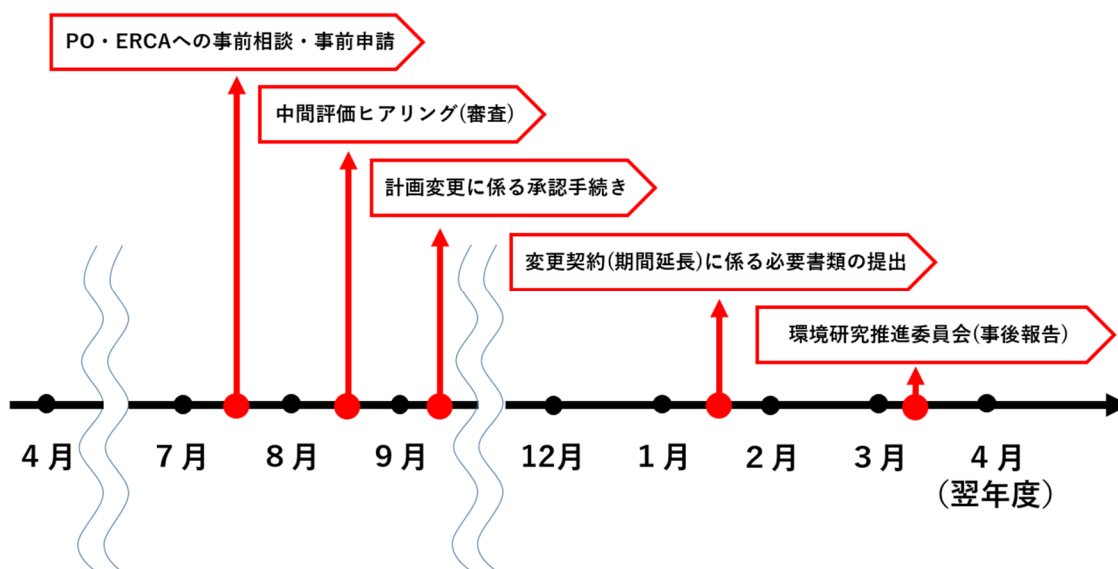 PO・ERCAへの事前相談・事前申請
中間評価ヒアリング(審査)
計画変更に係る承認手続き
変更契約(期間延長)に係る必要書類の提出
環境研究推進委員会(事後報告)
4月
7月
8月
9月
12月
1月
2月
3月
4月
(翌年度)